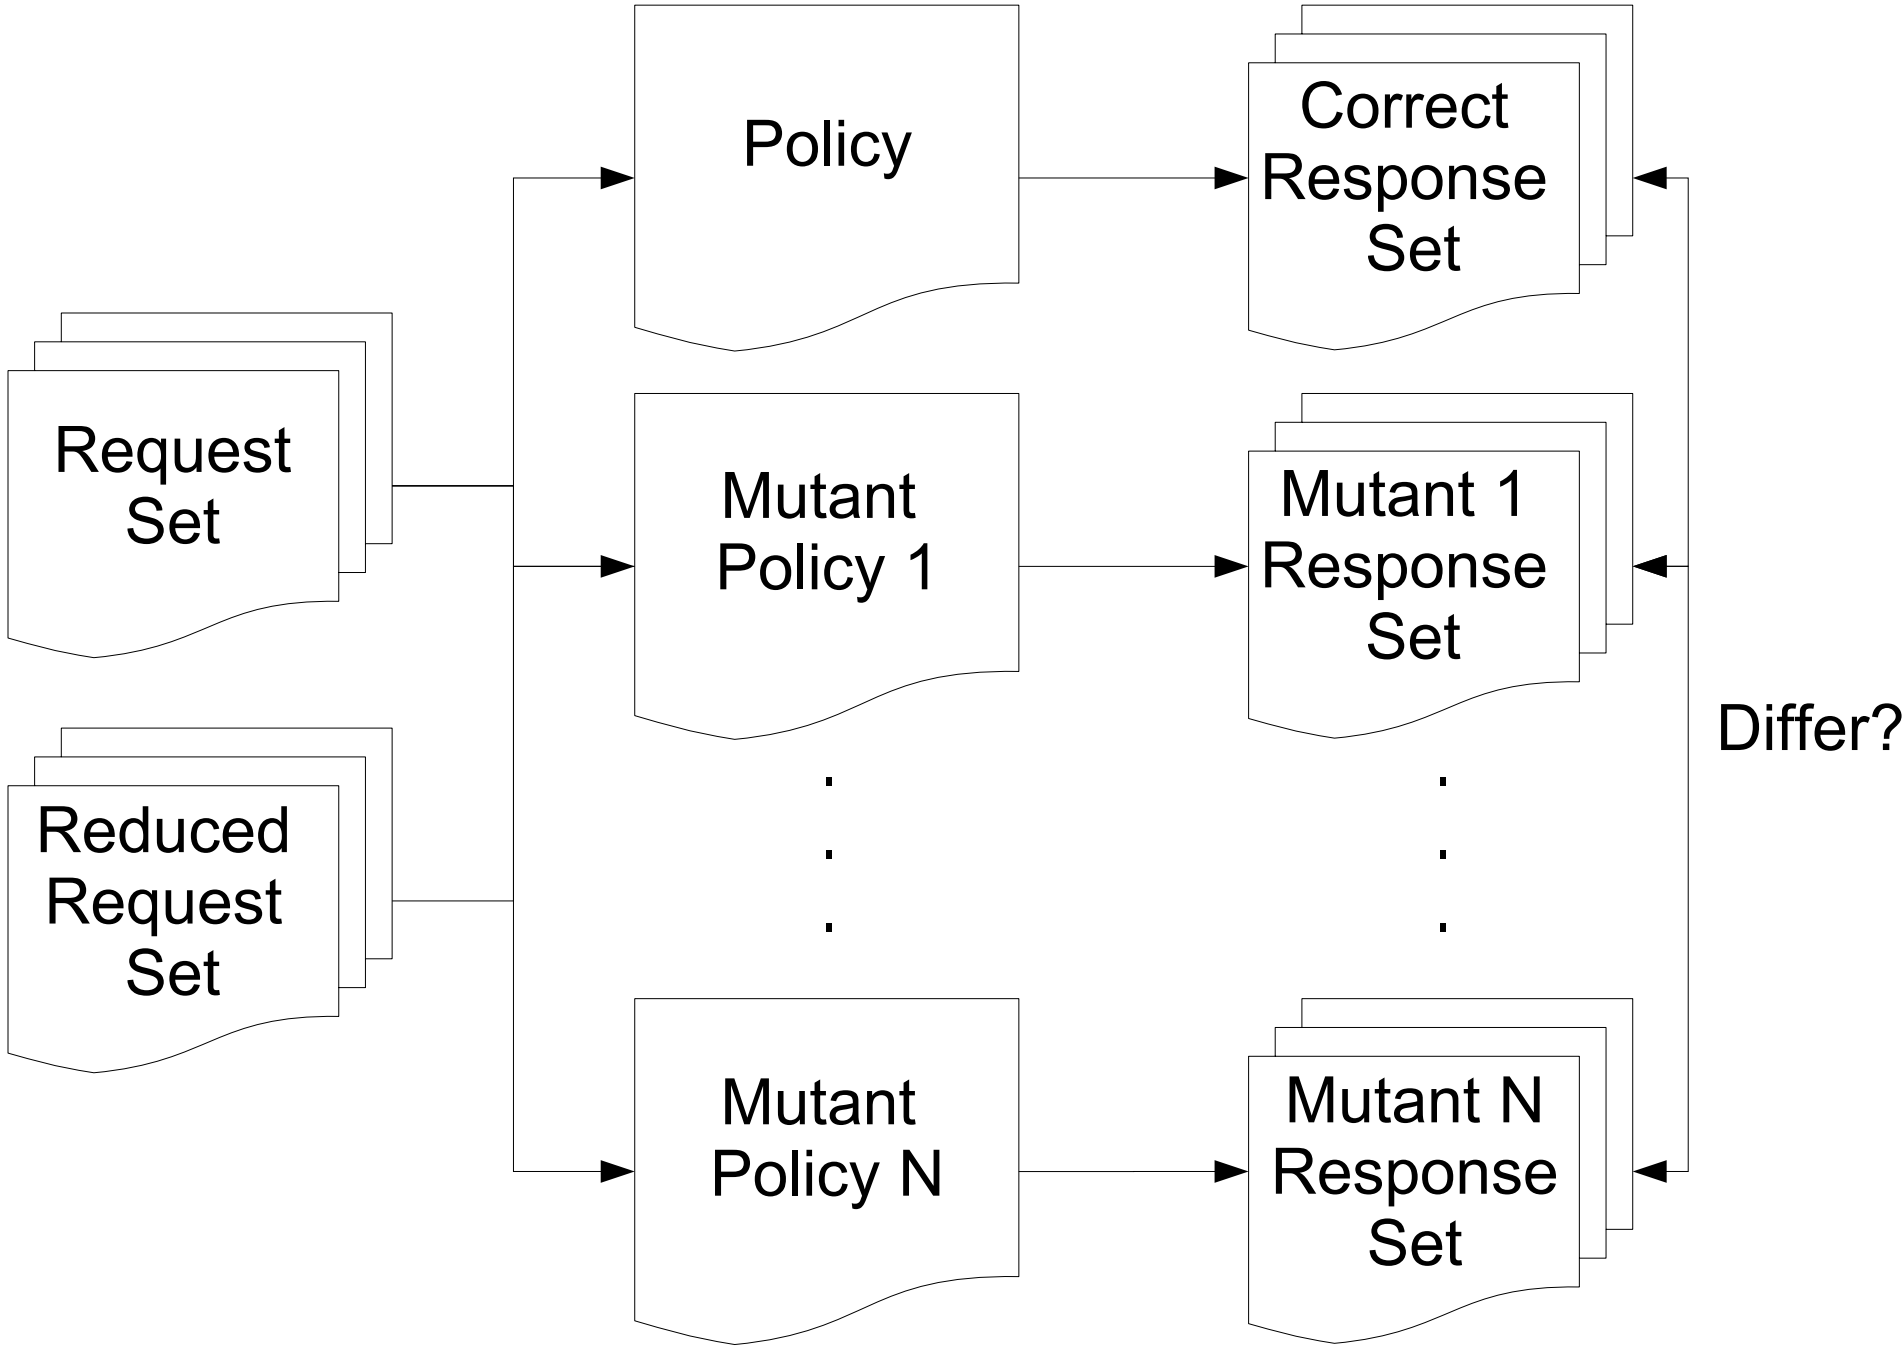 Policy
Correct
Response
Set
Request
Set
Mutant
Policy 1
Mutant 1
Response
Set
Differ?
Reduced
Request
Set
.
.
.
.
.
.
Mutant
Policy N
Mutant N
Response
Set